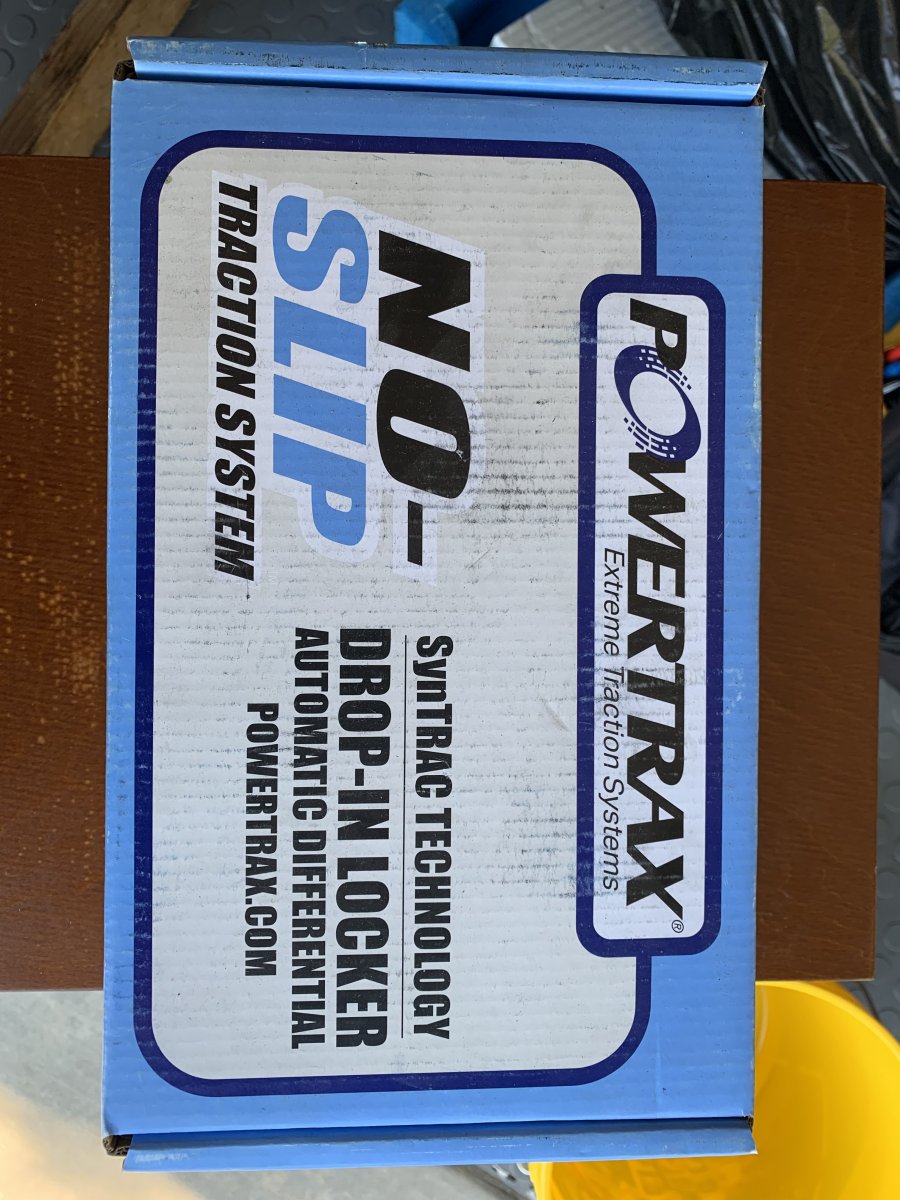 POWERTRAX®
Extreme Traction Systems
NO-
SLIP
TRACTION SYSTEM
SynTRAC TECHNOLOGY
DROP-IN LOCKER
AUTOMATIC DIFFERENTIAL
POWERTRAX.COM